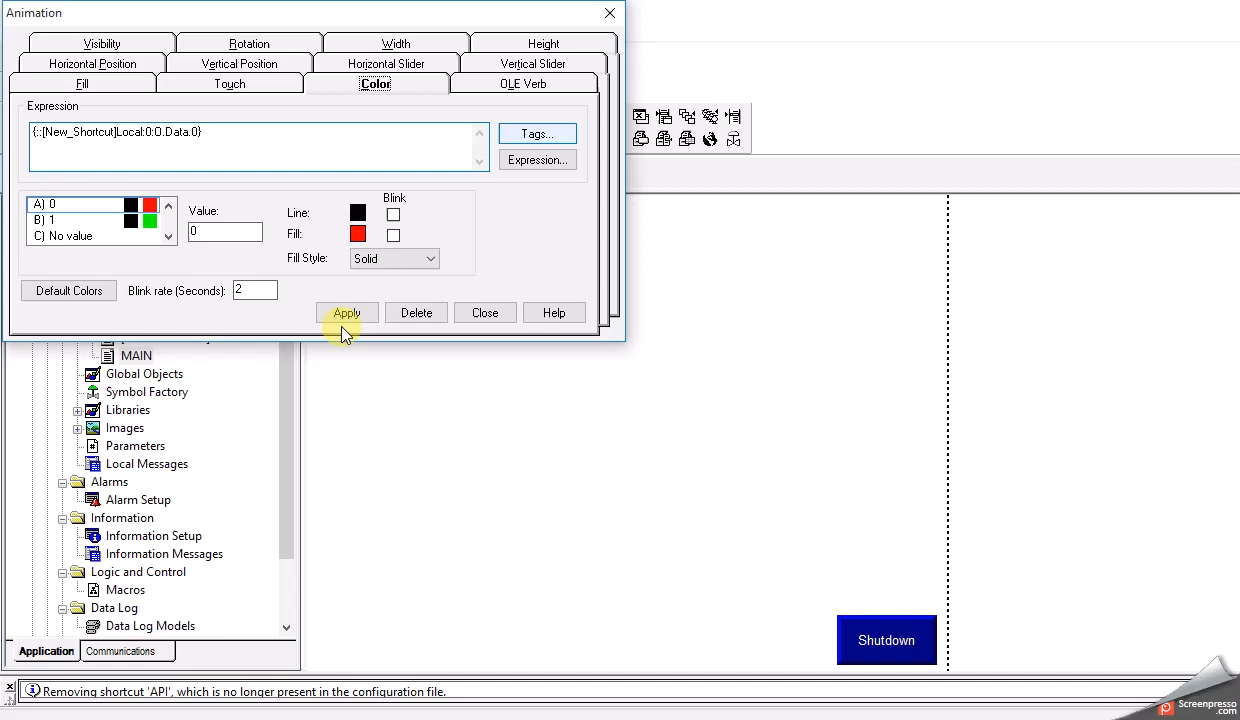 Animation
Visibility
Rotation
Width
Height
Horizontal Position
Vertical Position
Horizontal Slider
Vertical Slider
Fill
Touch
Color
OLE Verb
Expression
{::[New_Shortcut]Local:0:O.Data.0}
Tags...
Expression...
A) 0
B) 1
C) No value
Value:
0
Blink
Line:
Fill:
Fill Style:
Solid
Default Colors
Blink rate (Seconds):
2
Apply
Delete
Close
Help
MAIN
Global Objects
Symbol Factory
Libraries
Images
Parameters
Local Messages
Alarms
Alarm Setup
Information
Information Setup
Information Messages
Logic and Control
Macros
Data Log
Data Log Models
Application
Communications
Shutdown
Removing shortcut 'API', which is no longer present in the configuration file.
Screenpresso
.com